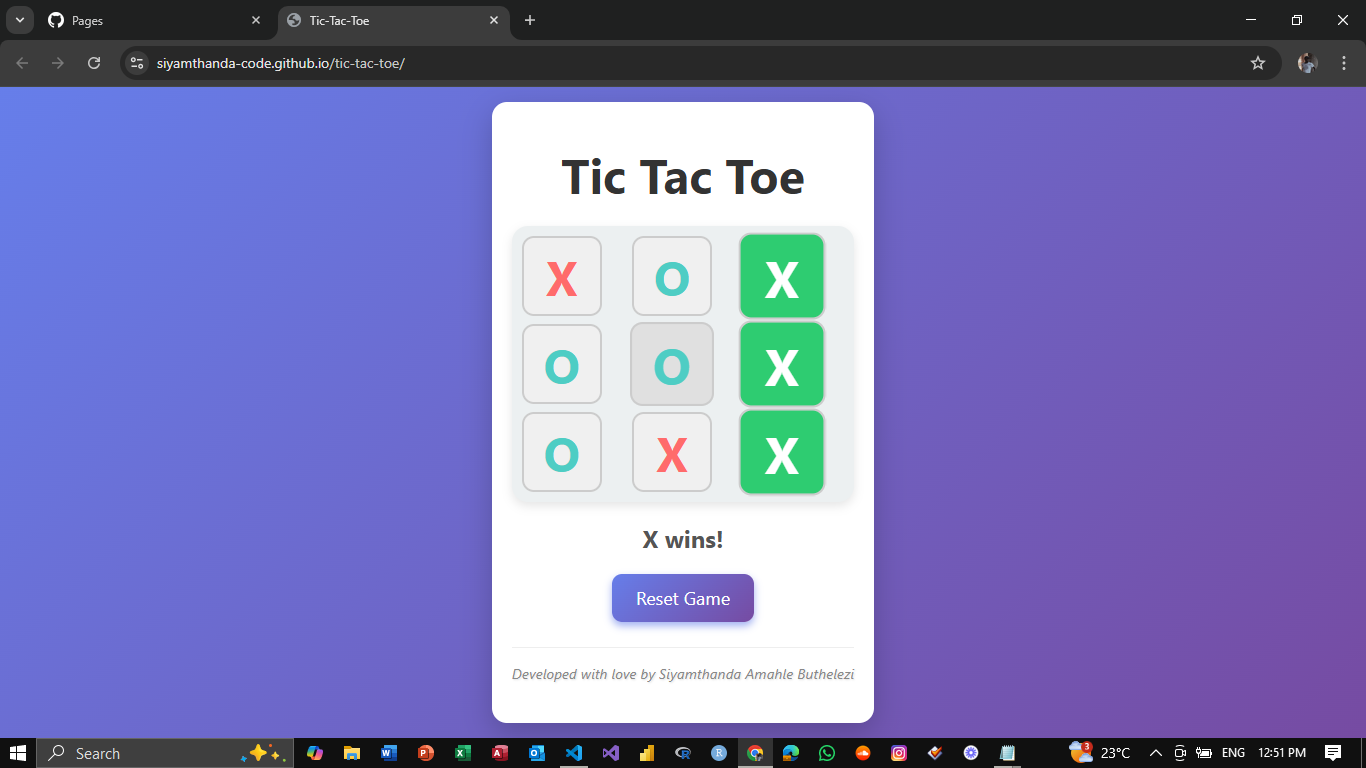 Pages
Tic-Tac-Toe
siyamthanda-code.github.io/tic-tac-toe/
Tic Tac Toe
X O X
O O X
O X X
X wins!
Reset Game
Developed with love by Siyamthanda Amahle Buthelezi
Search
3
23°C
ENG
12:51 PM